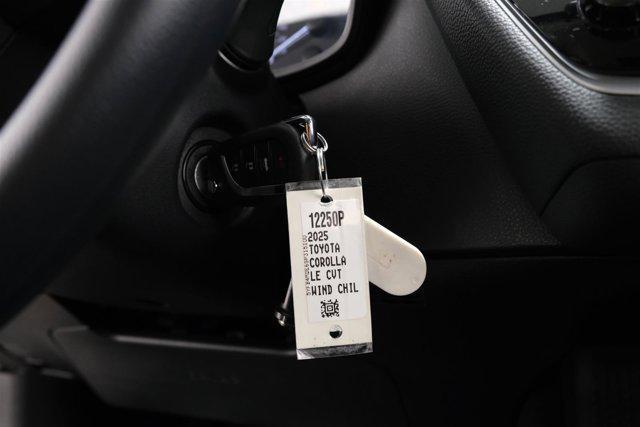 12250P
2025
TOYOTA
COROLLA
LE CVT
WIND CHIL